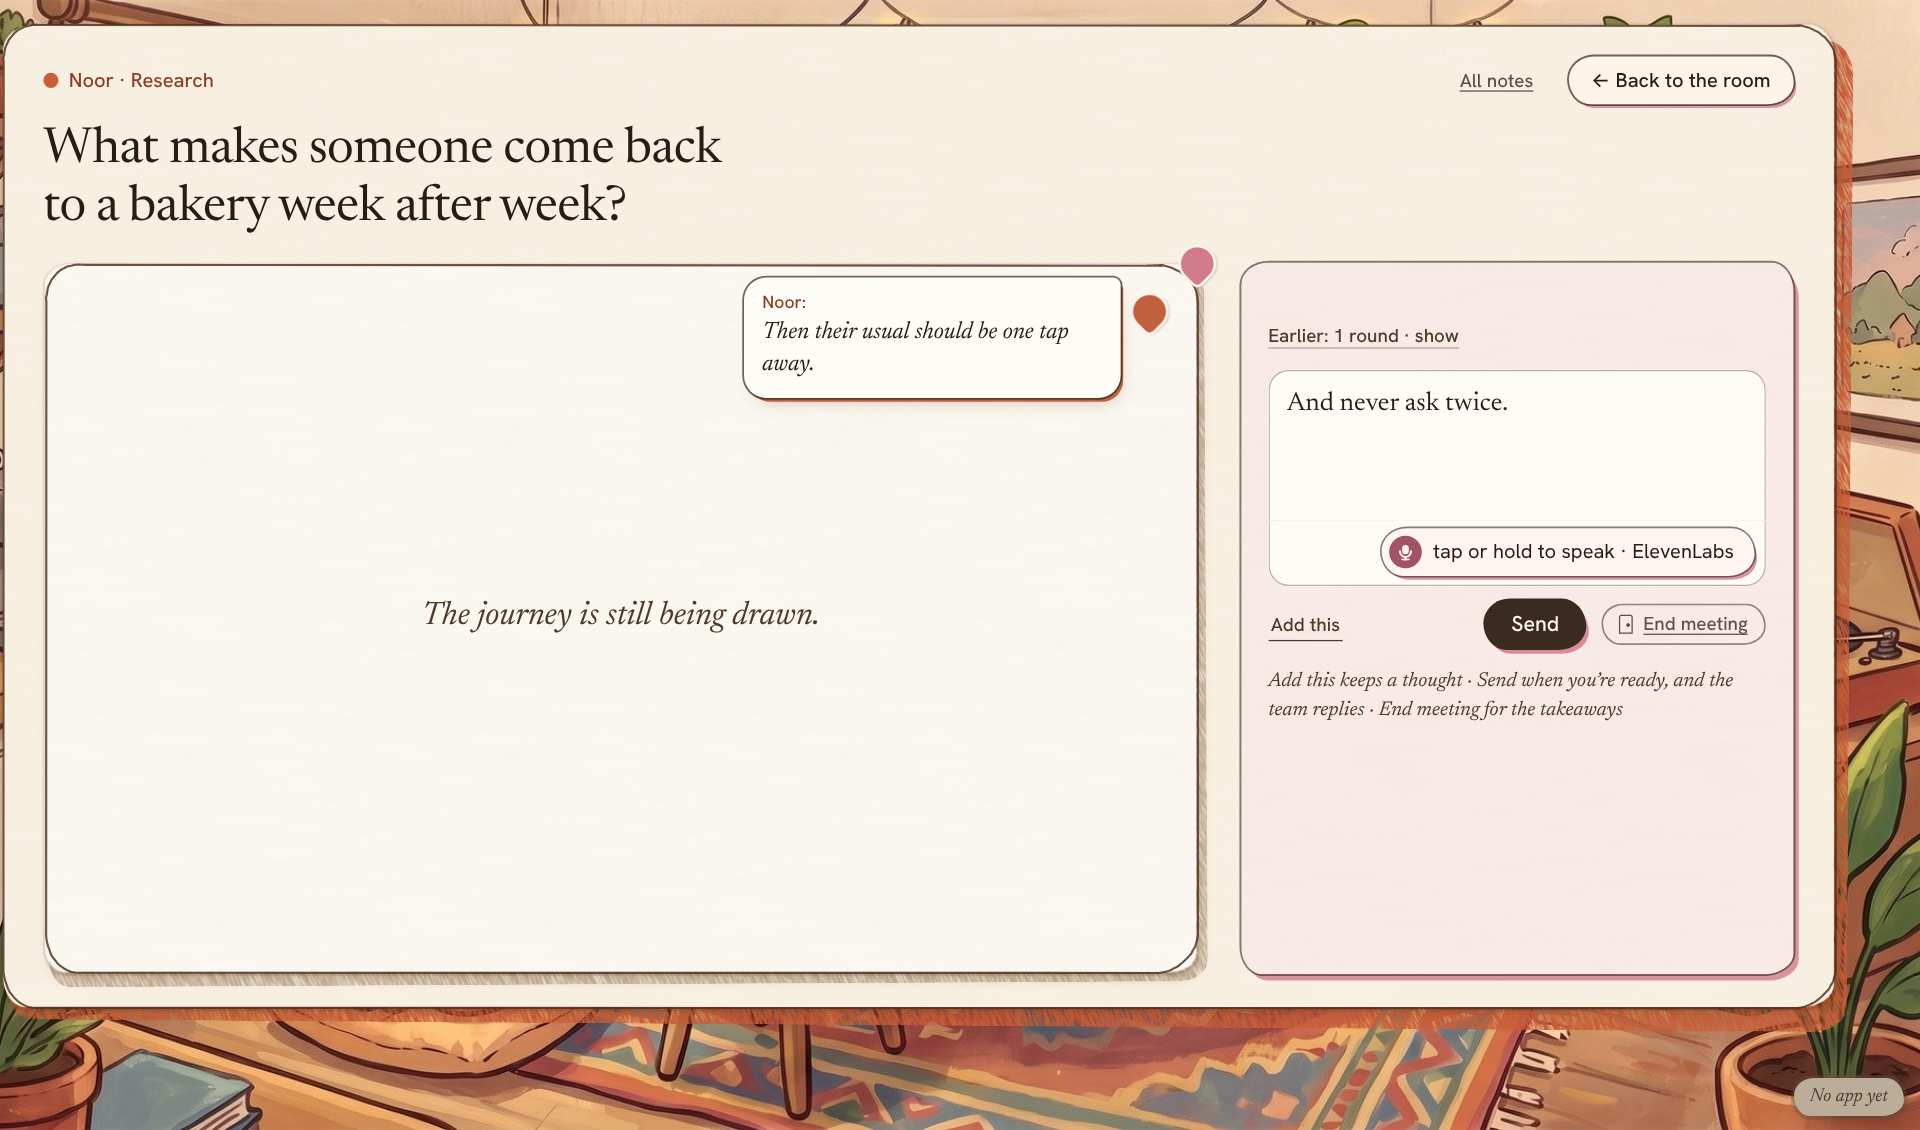 Noor · Research
All notes
← Back to the room
What makes someone come back
to a bakery week after week?
Noor:
Then their usual should be one tap
away.
The journey is still being drawn.
Earlier: 1 round · show
And never ask twice.
tap or hold to speak · ElevenLabs
Add this
Send
End meeting
Add this keeps a thought · Send when you’re ready, and the
team replies · End meeting for the takeaways
No app yet